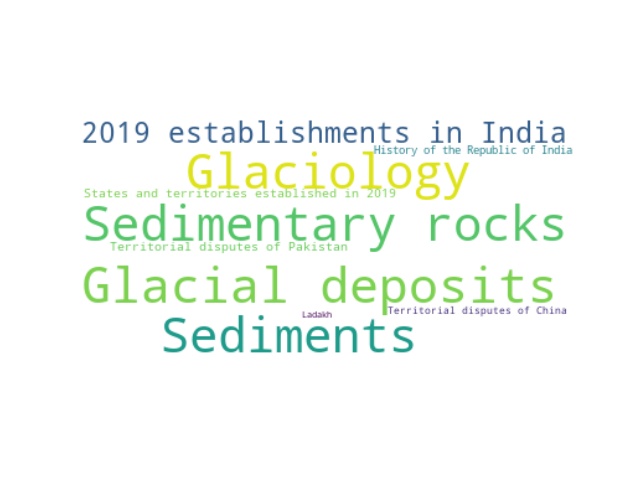 2019 establishments in India
History of the Republic of India
Glaciology
States and territories established in 2019
Sedimentary rocks
Territorial disputes of Pakistan
Glacial deposits
Territorial disputes of China
Ladakh
Sediments